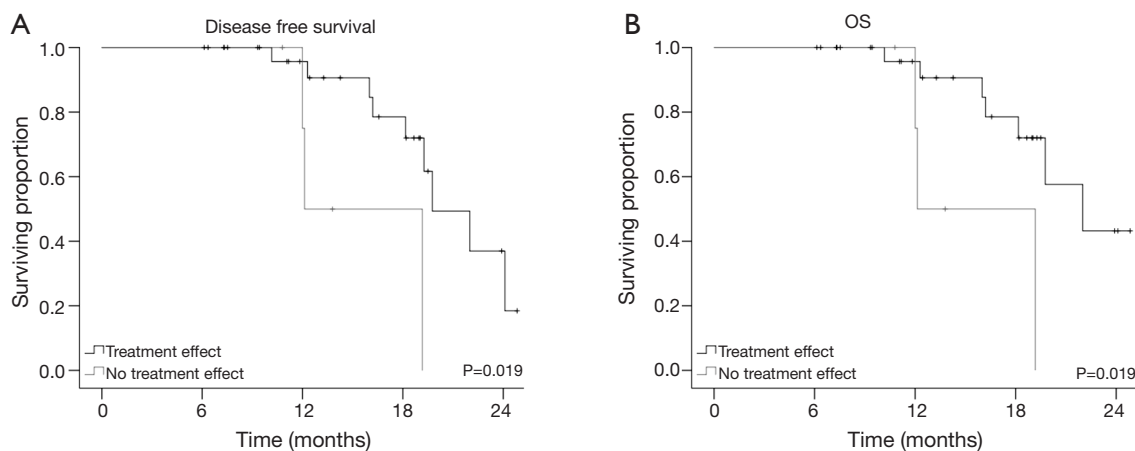 A
Disease free survival
Surviving proportion
1.0
0.8
0.6
0.4
0.2
0.0
Treatment effect
No treatment effect
P=0.019
0 6 12 18 24
Time (months)
B
OS
Surviving proportion
1.0
0.8
0.6
0.4
0.2
0.0
Treatment effect
No treatment effect
P=0.019
0 6 12 18 24
Time (months)